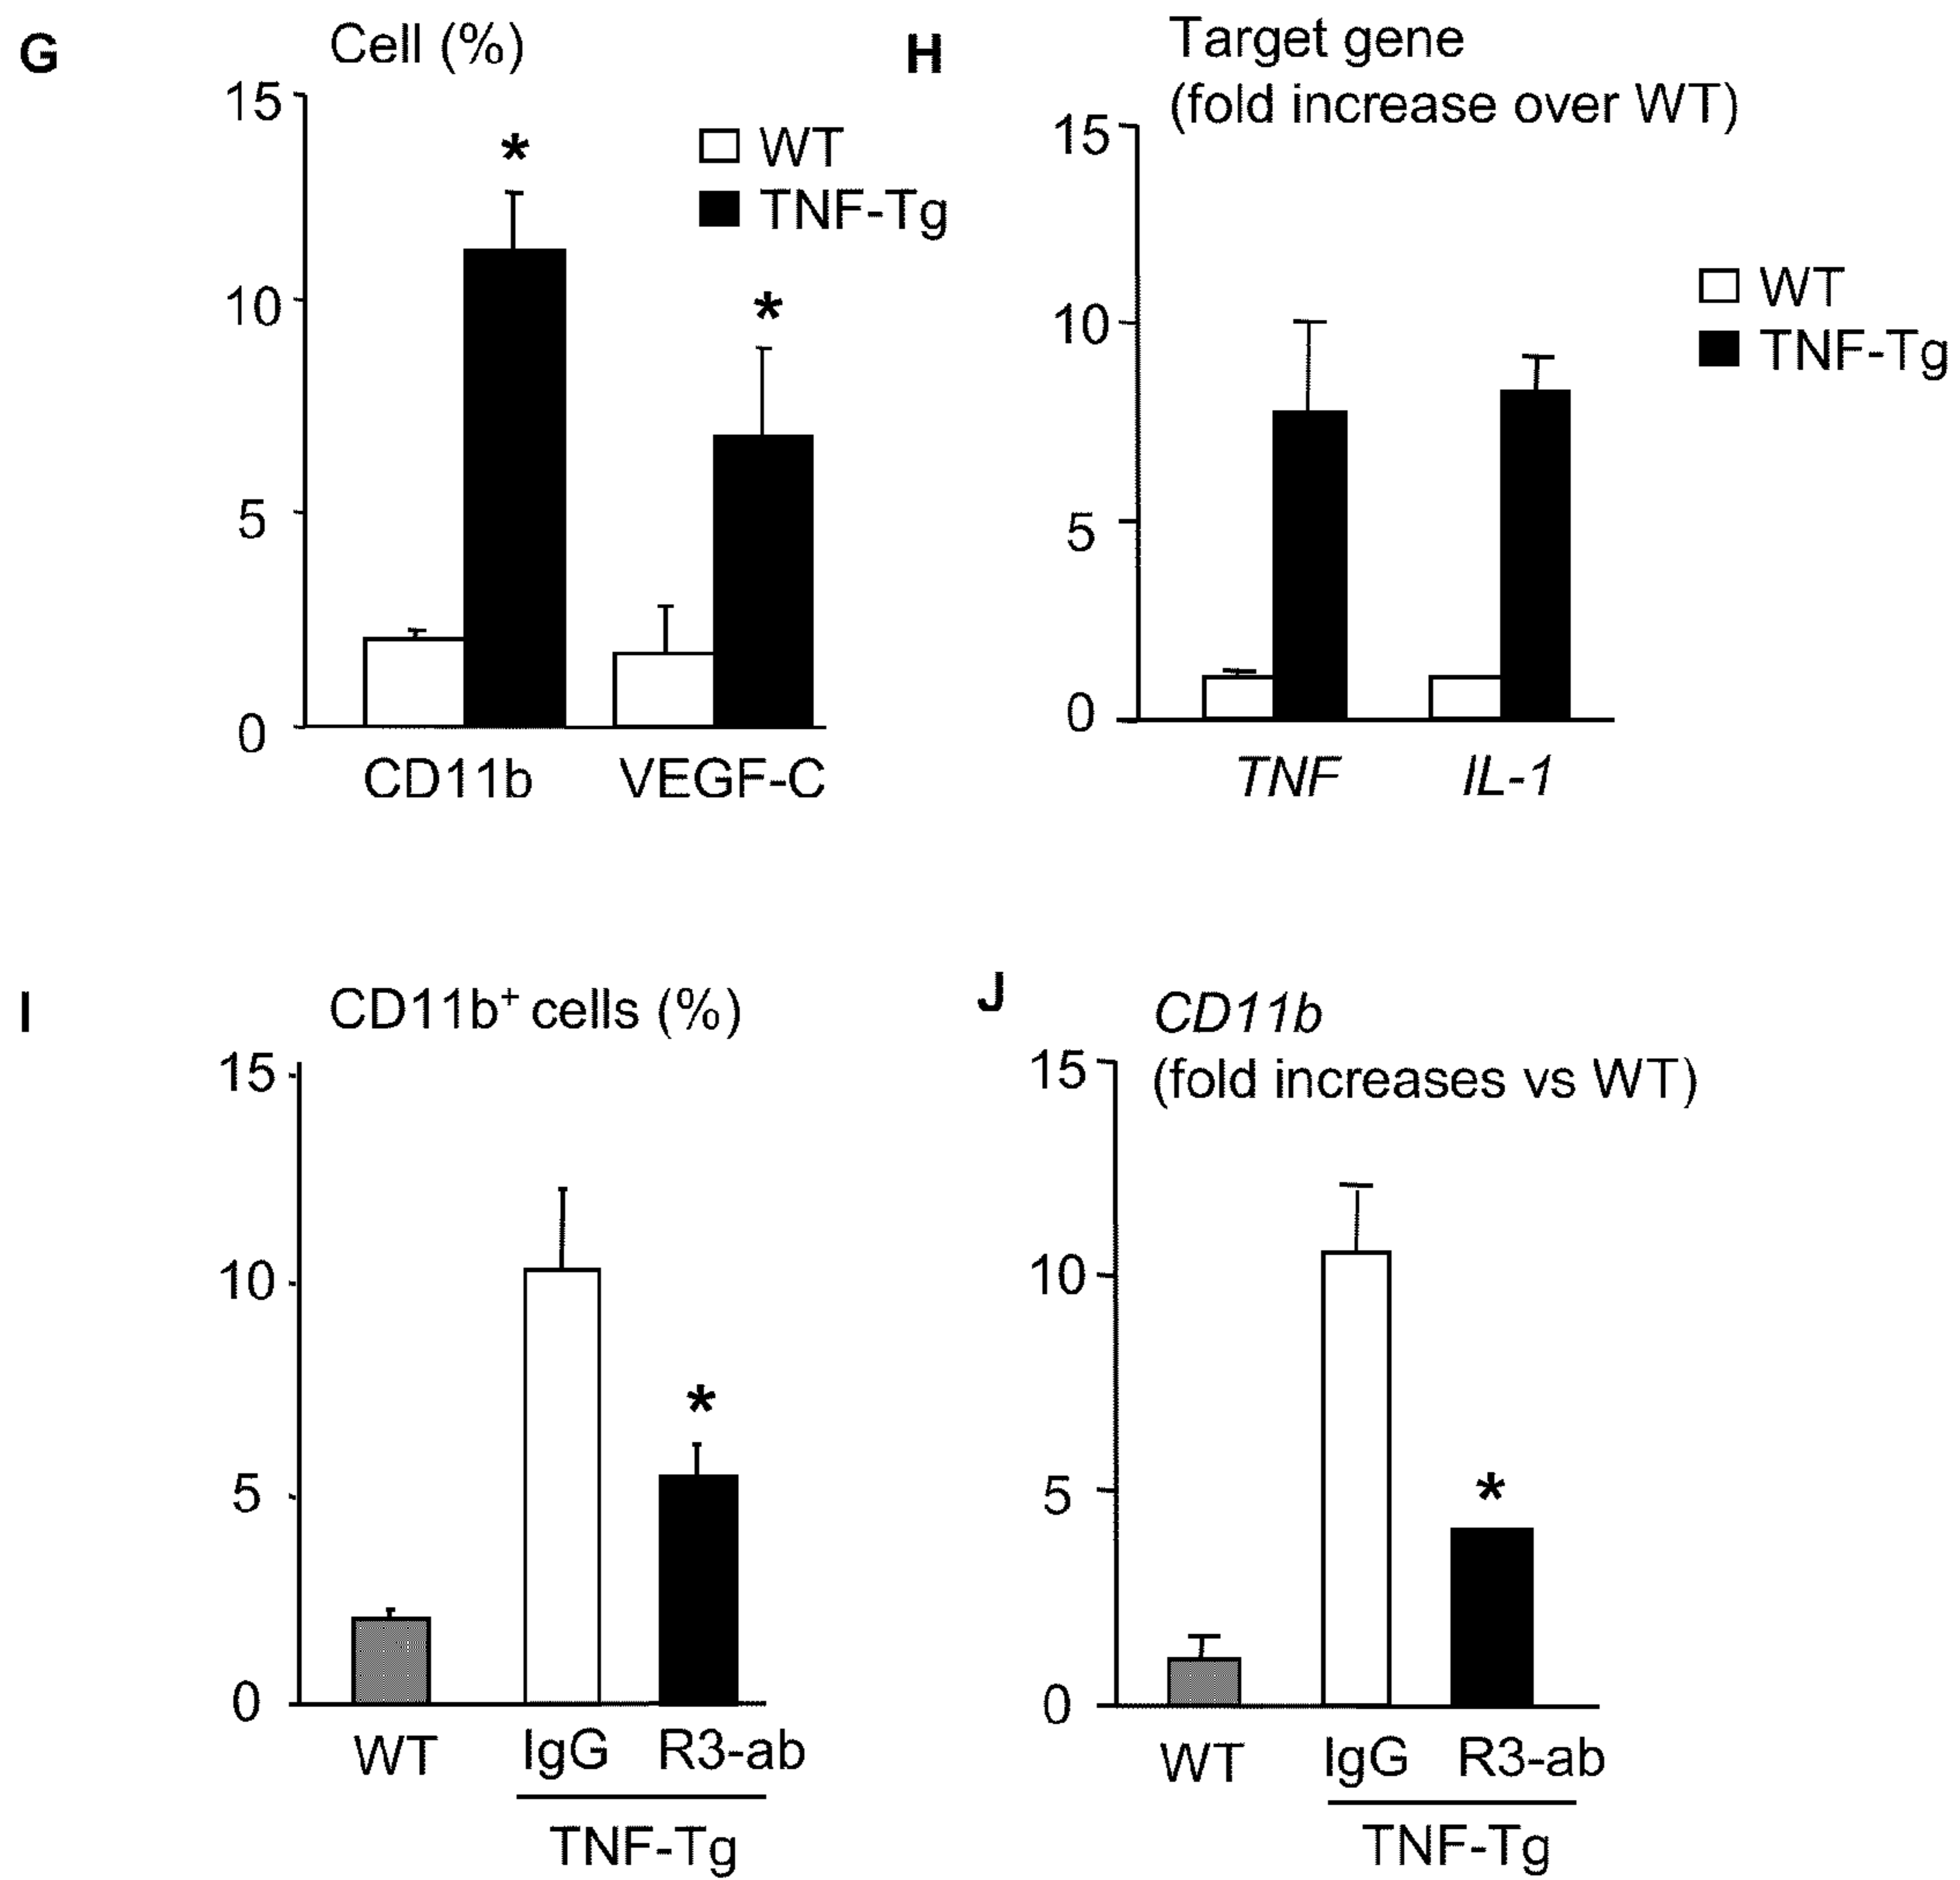 G
Cell (%)
15
10
5
0
*
*
WT
TNF-Tg
CD11b VEGF-C
H
Target gene
(fold increase over WT)
15
10
5
0
WT
TNF-Tg
TNF IL-1
I
CD11b⁺ cells (%)
15
10
5
0
*
WT IgG R3-ab
TNF-Tg
J
CD11b
(fold increases vs WT)
15
10
5
0
*
WT IgG R3-ab
TNF-Tg